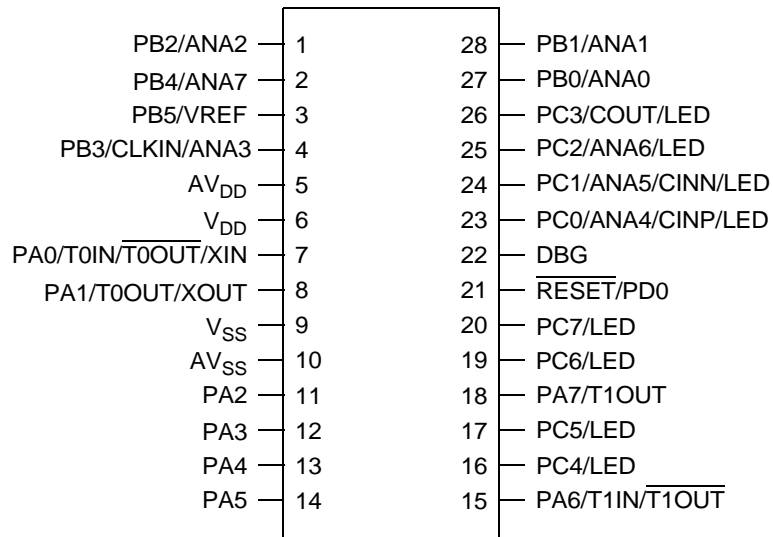 PB2/ANA2 1 28 PB1/ANA1
PB4/ANA7 2 27 PB0/ANA0
PB5/VREF 3 26 PC3/COUT/LED
PB3/CLKIN/ANA3 4 25 PC2/ANA6/LED
AVDD 5 24 PC1/ANA5/CINN/LED
VDD 6 23 PC0/ANA4/CINP/LED
PA0/T0IN/T0OUT/XIN 7 22 DBG
PA1/T0OUT/XOUT 8 21 RESET/PD0
VSS 9 20 PC7/LED
AVSS 10 19 PC6/LED
PA2 11 18 PA7/T1OUT
PA3 12 17 PC5/LED
PA4 13 16 PC4/LED
PA5 14 15 PA6/T1IN/T1OUT